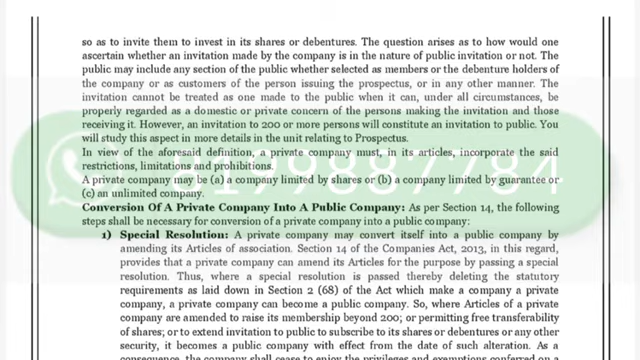 so as to invite them to invest in its shares or debentures. The question arises as to how would one
ascertain whether an invitation made by the company is in the nature of public invitation or not. The
public may include any section of the public whether selected as members or the debenture holders of
the company or as customers of the person issuing the prospectus, or in any other manner. The
invitation cannot be treated as one made to the public when it can, under all circumstances, be
properly regarded as a domestic or private concern of the persons making the invitation and those
receiving it. However, an invitation to 200 or more persons will constitute an invitation to public. You
will study this aspect in more details in the unit relating to Prospectus.
In view of the aforesaid definition, a private company must, in its articles, incorporate the said
restrictions, limitations and prohibitions.
A private company may be (a) a company limited by shares or (b) a company limited by guarantee or
(c) an unlimited company.
Conversion Of A Private Company Into A Public Company: As per Section 14, the following
steps shall be necessary for conversion of a private company into a public company:
1) Special Resolution: A private company may convert itself into a public company by
amending its Articles of association. Section 14 of the Companies Act, 2013, in this regard,
provides that a private company can amend its Articles for the purpose by passing a special
resolution. Thus, where a special resolution is passed thereby deleting the statutory
requirements as laid down in Section 2 (68) of the Act which make a company a private
company, a private company can become a public company. So, where Articles of a private
company are amended to raise its membership beyond 200; or permitting free transferability
of shares; or to extend invitation to public to subscribe to its shares or debentures or any other
security, it becomes a public company with effect from the date of such alteration. As a
consequence, the company shall cease to enjoy the privileges and exemptions conferred on a